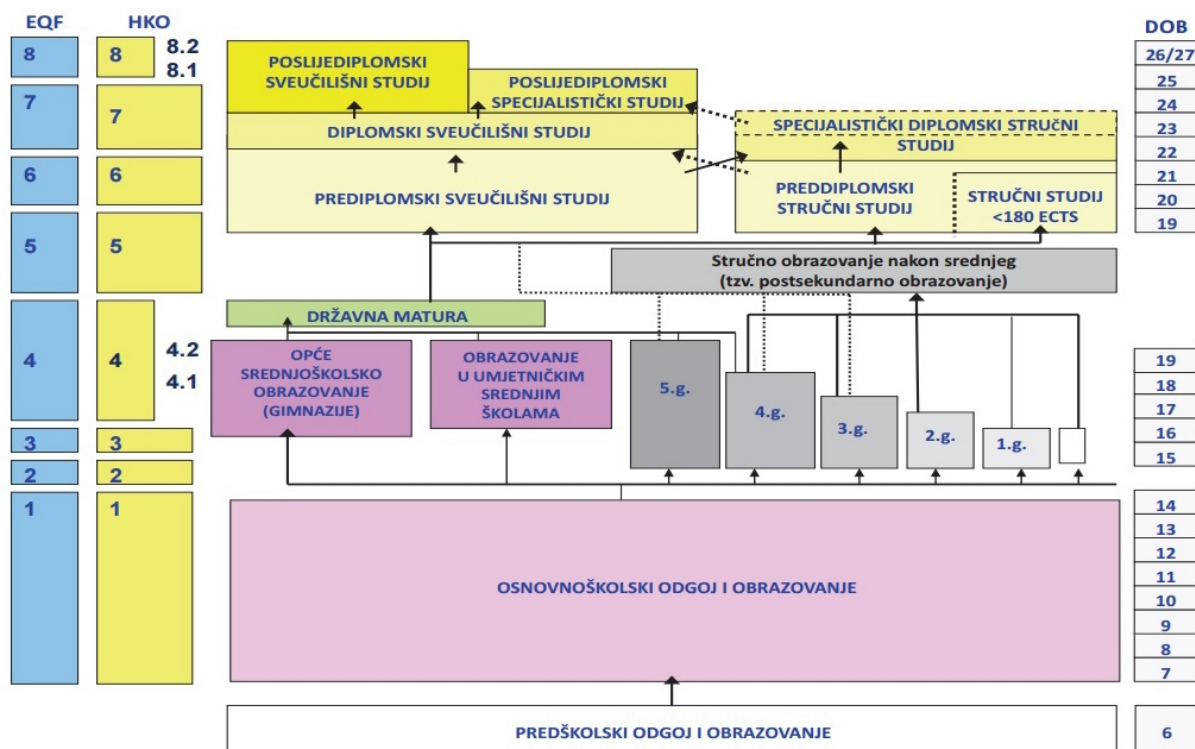 EQF
HKO
DOB
8
8
8.2
8.1
7
7
6
6
5
5
4
4
4.2
4.1
3
3
2
2
1
1
POSLIJEDIPLOMSKI
SVEUČILIŠNI STUDIJ
POSLIJEDIPLOMSKI
SPECIJALISTIČKI STUDIJ
DIPLOMSKI SVEUČILIŠNI STUDIJ
SPECIJALISTIČKI DIPLOMSKI STRUČNI
STUDIJ
PREDIPLOMSKI SVEUČILIŠNI STUDIJ
PREDDIPLOMSKI
STRUČNI STUDIJ
STRUČNI STUDIJ
<180 ECTS
Stručno obrazovanje nakon srednjeg
(tzv. postsekundarno obrazovanje)
DRŽAVNA MATURA
OPĆE
SREDNJOŠKOLSKO
OBRAZOVANJE
(GIMNAZIJE)
OBRAZOVANJE
U UMJETNIČKIM
SREDNJIM
ŠKOLAMA
5.g.
4.g.
3.g.
2.g.
1.g.
OSNOVNOŠKOLSKI ODGOJ I OBRAZOVANJE
PREDŠKOLSKI ODGOJ I OBRAZOVANJE
26/27
25
24
23
22
21
20
19
19
18
17
16
15
14
13
12
11
10
9
8
7
6